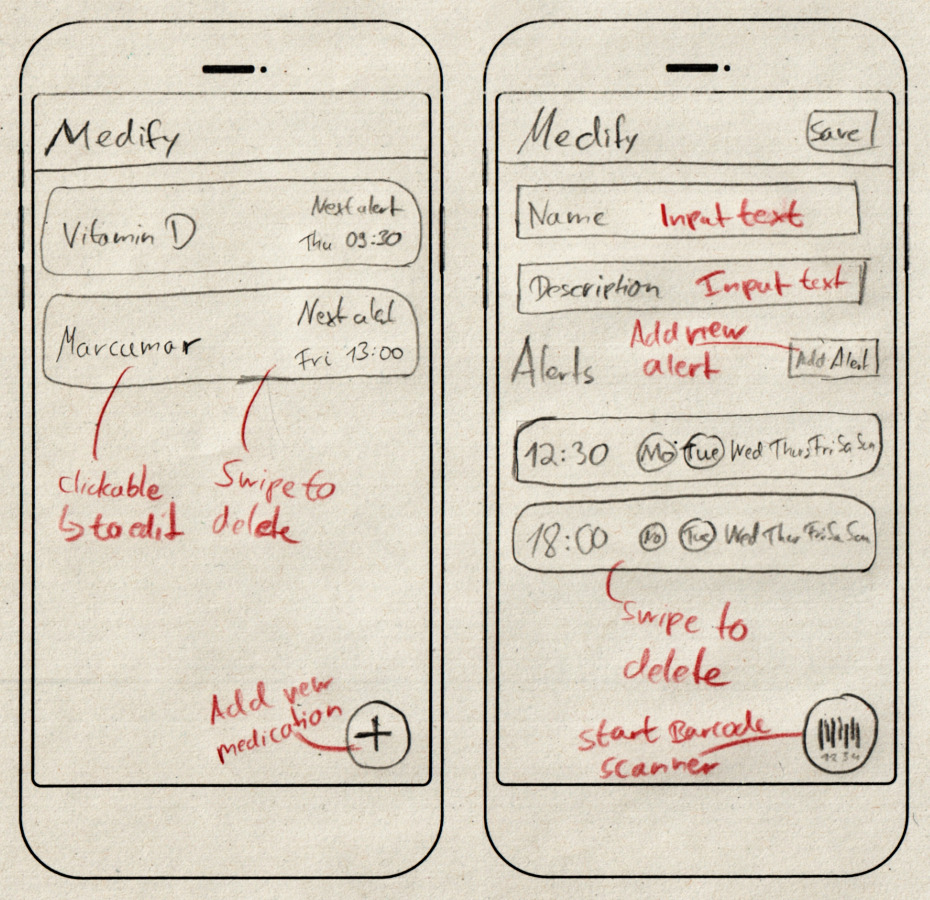 Medify
Vitamin D
Next alert
Thu 09:30
Marcumar
Next alert
Fri 13:00
clickable
↳ to edit
Swipe to
delete
Add new
medication
+
Medify
Save
Name Input text
Description Input text
Add new
alert
Alerts
Add Alert
12:30 Mo Tue Wed Thus Fri Sa Sun
18:00 Mo Tue Wed Thur Fri Sa Sun
Swipe to
delete
Start Barcode
scanner
1234